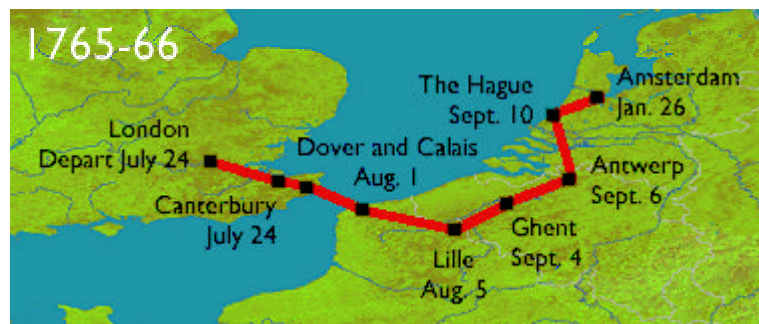 1765-66
London
Depart July 24
Canterbury
July 24
Dover and Calais
Aug. 1
Lille
Aug. 5
Ghent
Sept. 4
Antwerp
Sept. 6
The Hague
Sept. 10
Amsterdam
Jan. 26